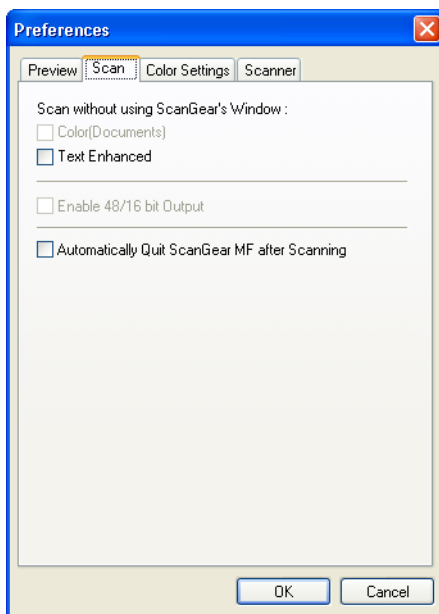 Preferences
Preview Scan Color Settings Scanner
Scan without using ScanGear's Window :
Color(Documents)
Text Enhanced
Enable 48/16 bit Output
Automatically Quit ScanGear MF after Scanning
OK Cancel